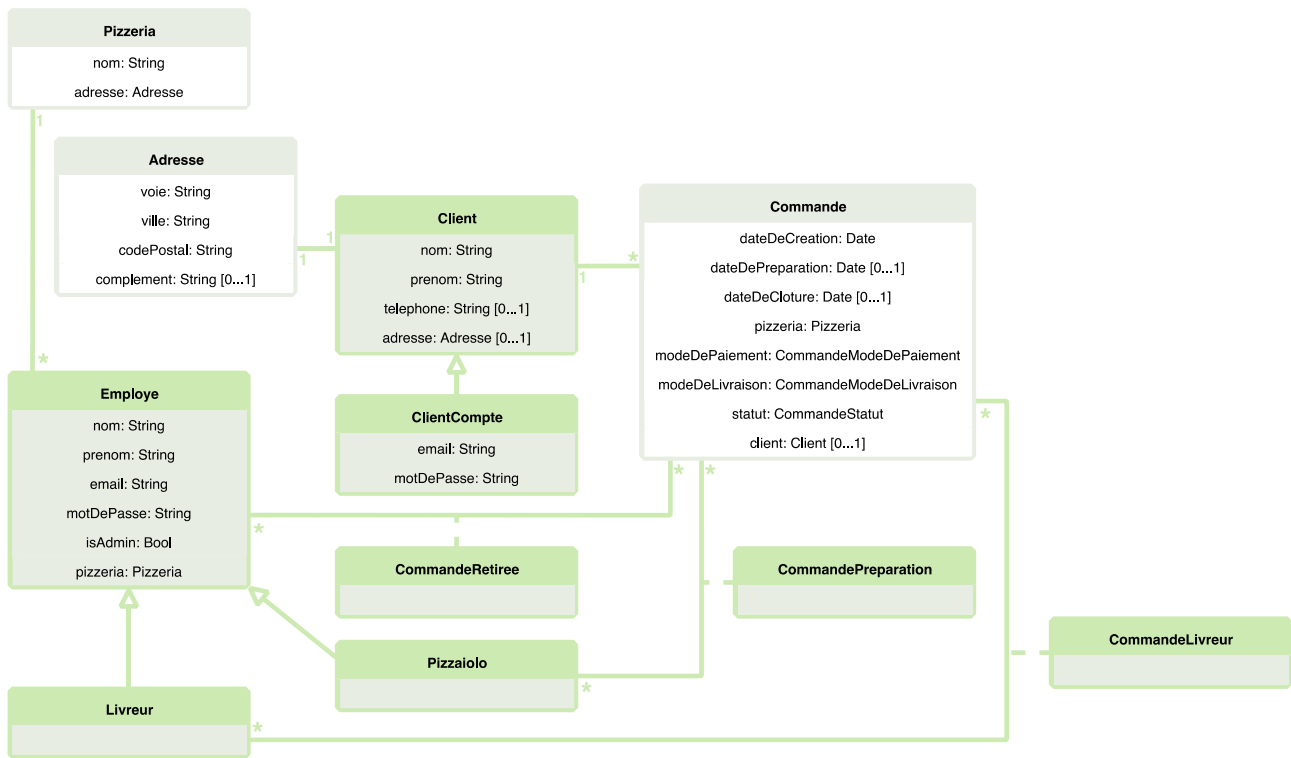 Pizzeria
nom: String
adresse: Adresse
1
Adresse
voie: String
ville: String
codePostal: String
complement: String [0...1]
1
1
Client
nom: String
prenom: String
telephone: String [0...1]
adresse: Adresse [0...1]
1
*
Commande
dateDeCreation: Date
dateDePreparation: Date [0...1]
dateDeCloture: Date [0...1]
pizzeria: Pizzeria
modeDePaiement: CommandeModeDePaiement
modeDeLivraison: CommandeModeDeLivraison
statut: CommandeStatut
client: Client [0...1]
*
*
*
*
Employe
nom: String
prenom: String
email: String
motDePasse: String
isAdmin: Bool
pizzeria: Pizzeria
*
ClientCompte
email: String
motDePasse: String
CommandeRetiree
CommandePreparation
CommandeLivreur
Pizzaiolo
*
Livreur
*